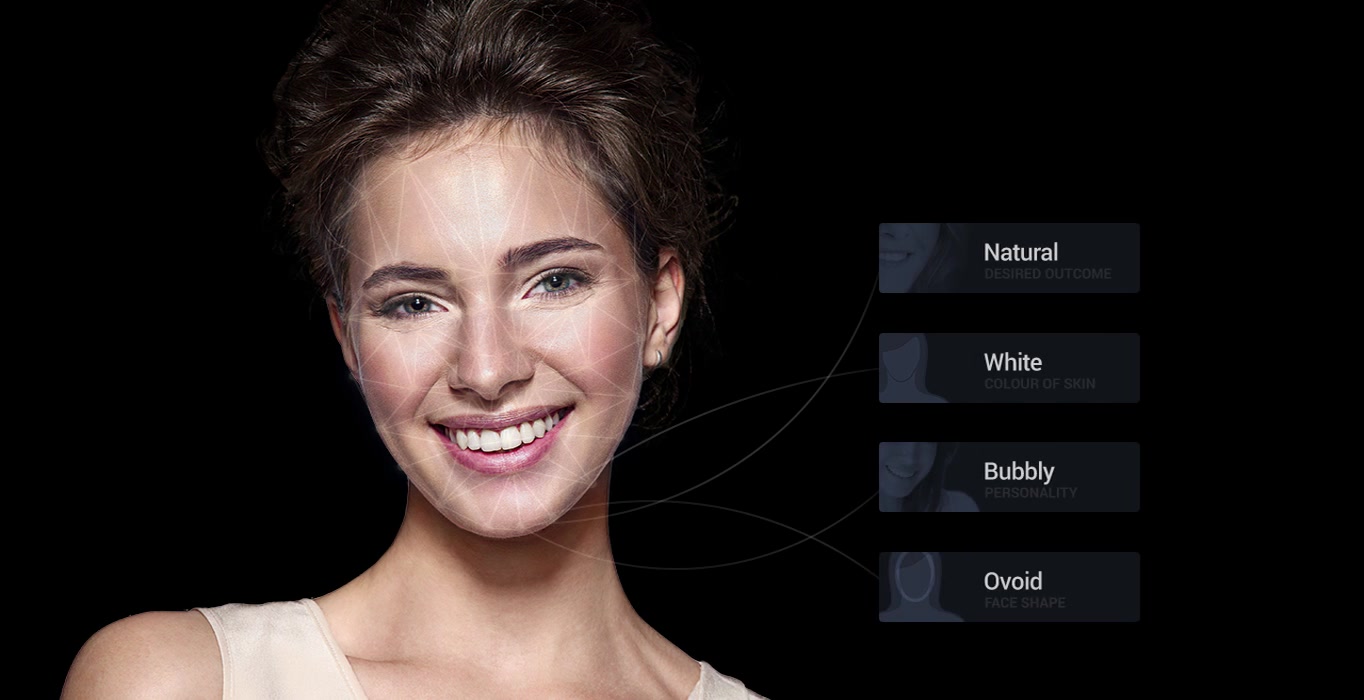 Natural
DESIRED OUTCOME
White
COLOUR OF SKIN
Bubbly
PERSONALITY
Ovoid
FACE SHAPE